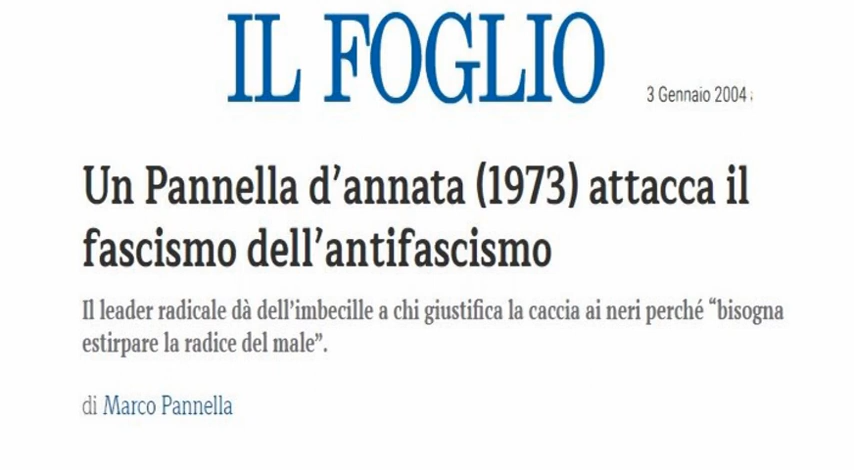 IL FOGLIO
3 Gennaio 2004
Un Pannella d’annata (1973) attacca il
fascismo dell’antifascismo
Il leader radicale dà dell’imbecille a chi giustifica la caccia ai neri perché “bisogna
estirpare la radice del male”.
di Marco Pannella